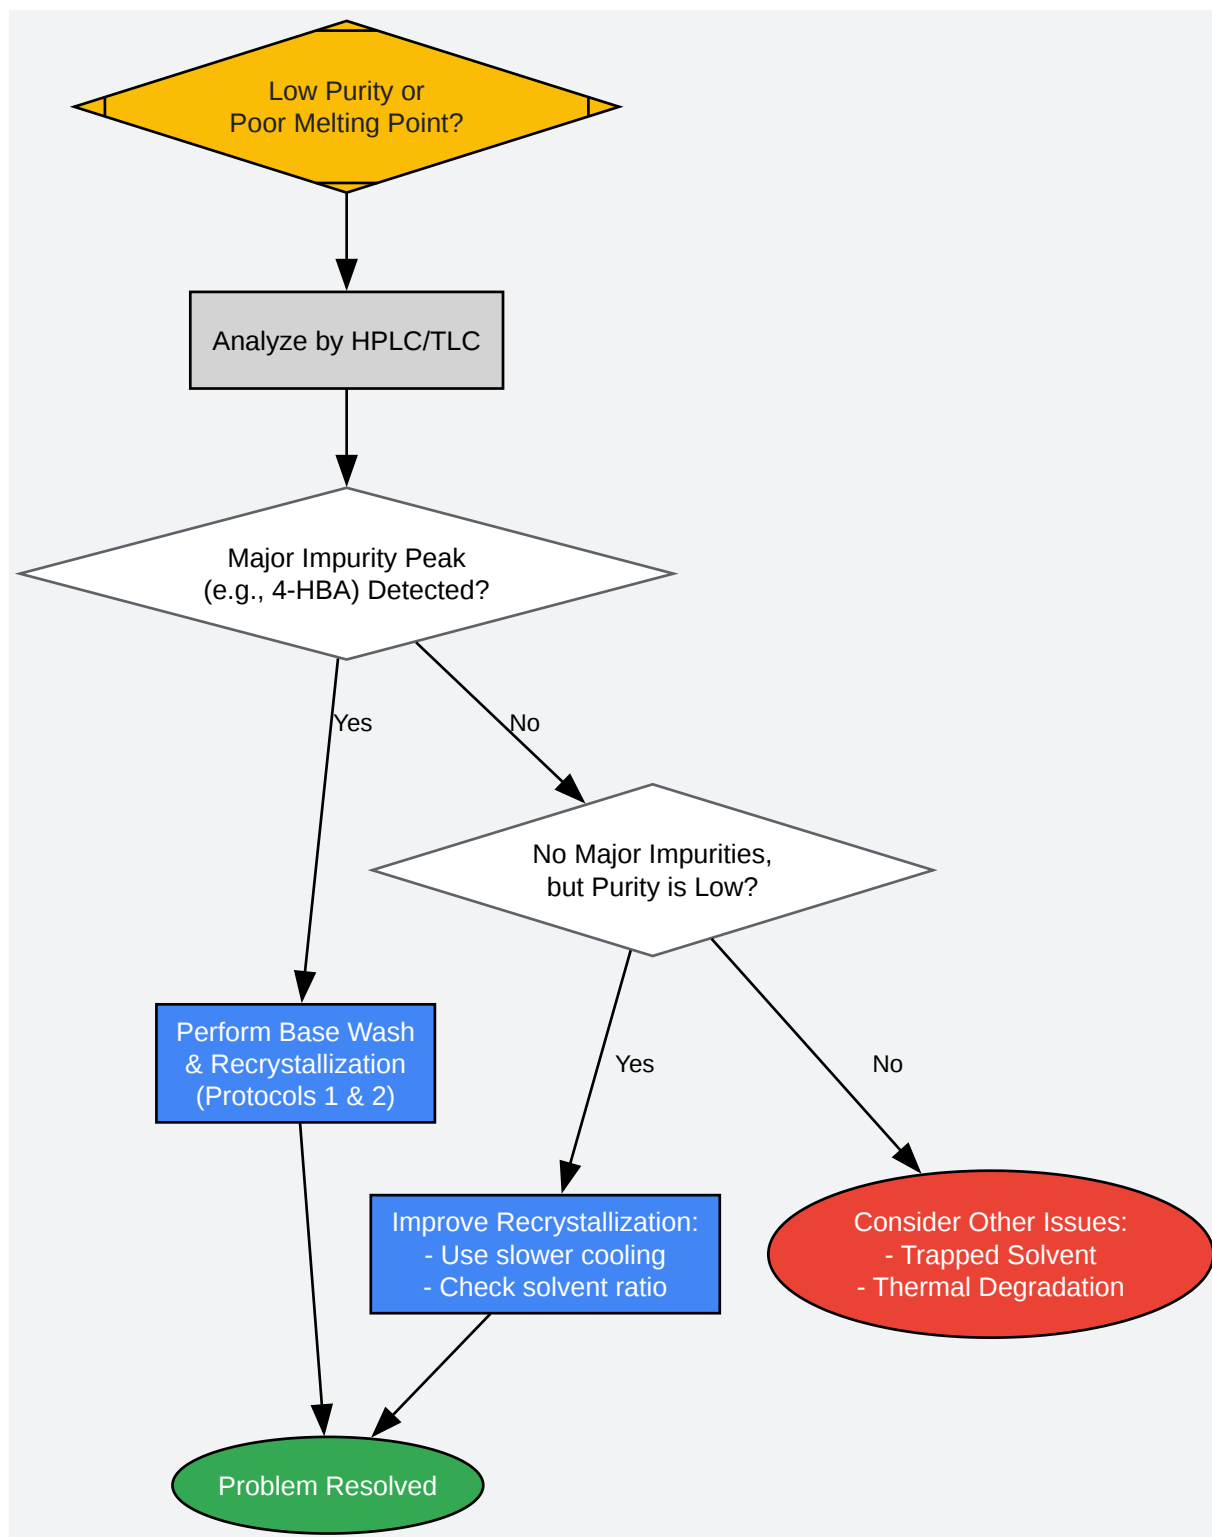 Low Purity or
Poor Melting Point?
Analyze by HPLC/TLC
Major Impurity Peak
(e.g., 4-HBA) Detected?
Yes
No
No Major Impurities,
but Purity is Low?
Perform Base Wash
& Recrystallization
(Protocols 1 & 2)
Yes
No
Improve Recrystallization:
- Use slower cooling
- Check solvent ratio
Consider Other Issues:
- Trapped Solvent
- Thermal Degradation
Problem Resolved